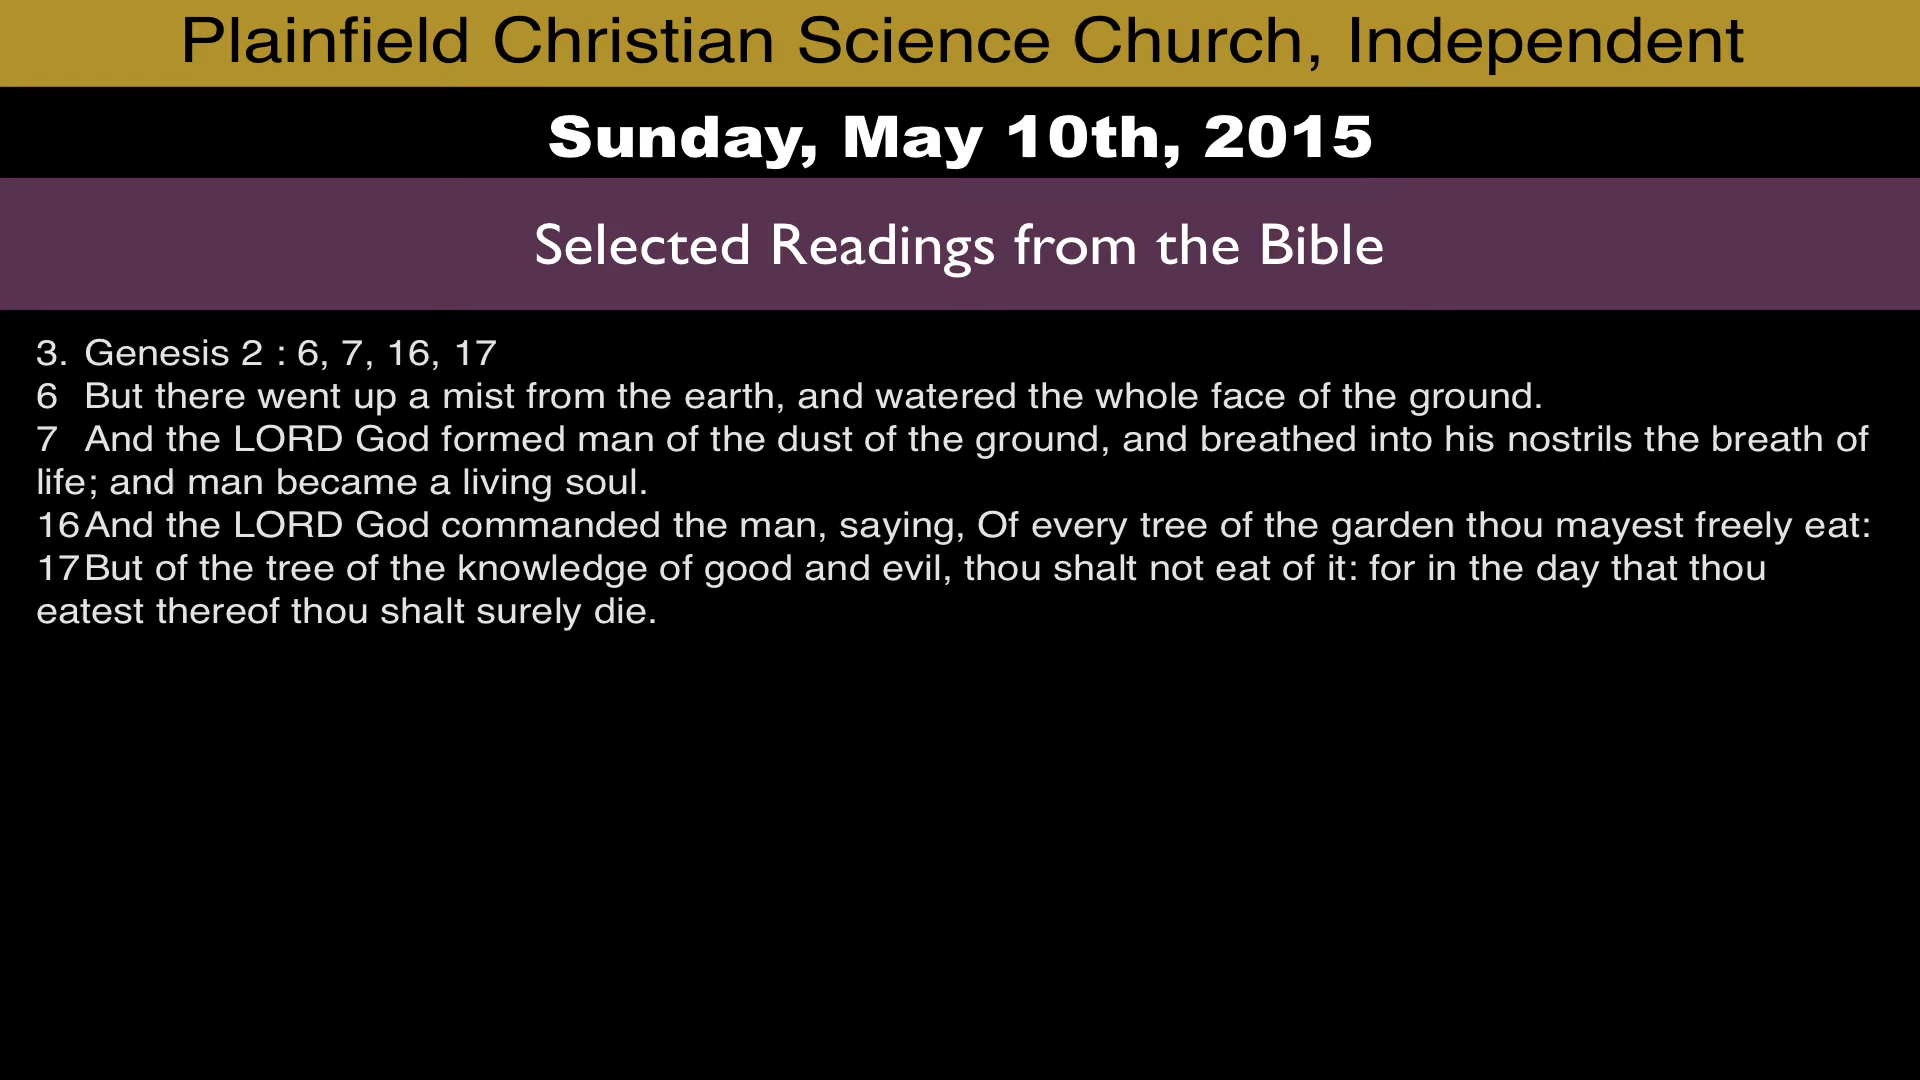 Plainfield Christian Science Church, Independent
Sunday, May 10th, 2015
Selected Readings from the Bible
3. Genesis 2 : 6, 7, 16, 17
6 But there went up a mist from the earth, and watered the whole face of the ground.
7 And the LORD God formed man of the dust of the ground, and breathed into his nostrils the breath of
life; and man became a living soul.
16 And the LORD God commanded the man, saying, Of every tree of the garden thou mayest freely eat:
17 But of the tree of the knowledge of good and evil, thou shalt not eat of it: for in the day that thou
eatest thereof thou shalt surely die.